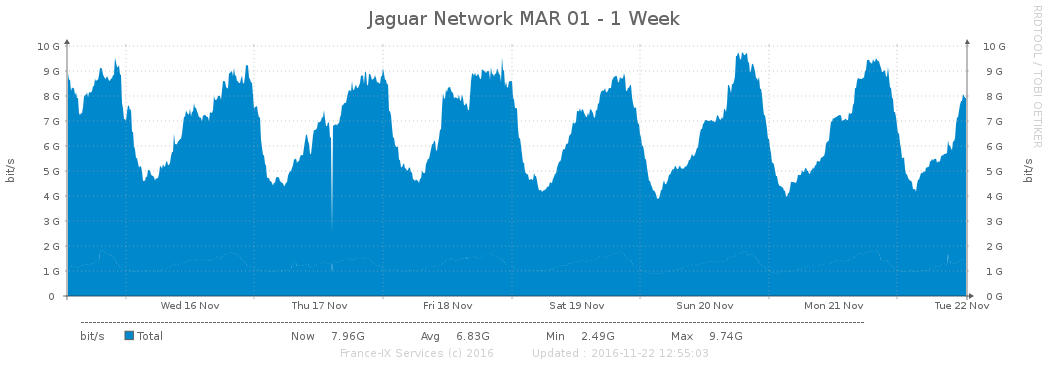 Jaguar Network MAR 01 - 1 Week
RRDTOOL / TOBI OETIKER
bit/s
10 G
9 G
8 G
7 G
6 G
5 G
4 G
3 G
2 G
1 G
0
10 G
9 G
8 G
7 G
6 G
5 G
4 G
3 G
2 G
1 G
0 G
bit/s
Wed 16 Nov Thu 17 Nov Fri 18 Nov Sat 19 Nov Sun 20 Nov Mon 21 Nov Tue 22 Nov
bit/s Total Now 7.96G Avg 6.83G Min 2.49G Max 9.74G
France-IX Services (c) 2016 Updated : 2016-11-22 12:55:03